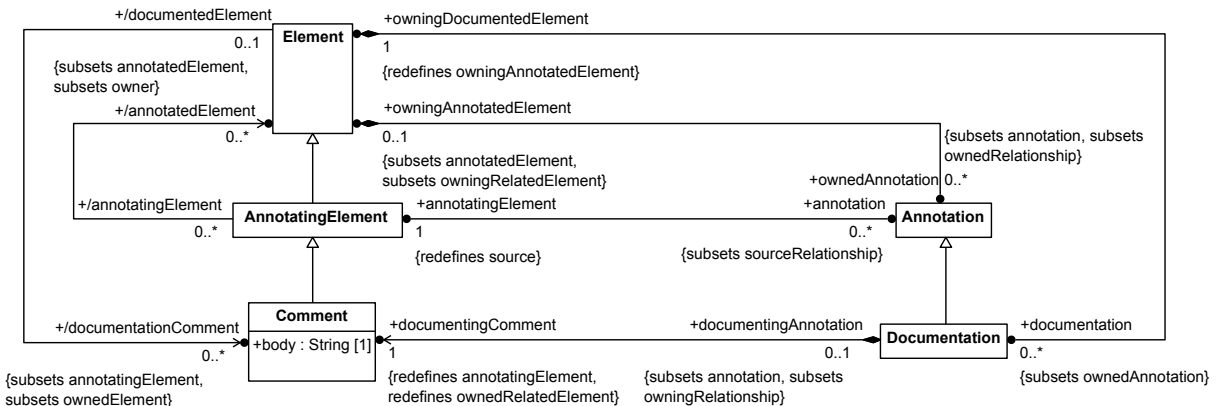 +/documentedElement
0..1
{subsets annotatedElement,
subsets owner}
Element
+owningDocumentedElement
1
{redefines owningAnnotatedElement}
+/annotatedElement
0..*
+owningAnnotatedElement
0..1
{subsets annotatedElement,
subsets owningRelatedElement}
{subsets annotation, subsets
ownedRelationship}
+ownedAnnotation
0..*
+/annotatingElement
0..*
AnnotatingElement
+annotatingElement
1
{redefines source}
+annotation
0..*
{subsets sourceRelationship}
Annotation
+/documentationComment
0..*
{subsets annotatingElement,
subsets ownedElement}
Comment
+body : String [1]
+documentingComment
1
{redefines annotatingElement,
redefines ownedRelatedElement}
+documentingAnnotation
0..1
{subsets annotation, subsets
owningRelationship}
Documentation
+documentation
0..*
{subsets ownedAnnotation}